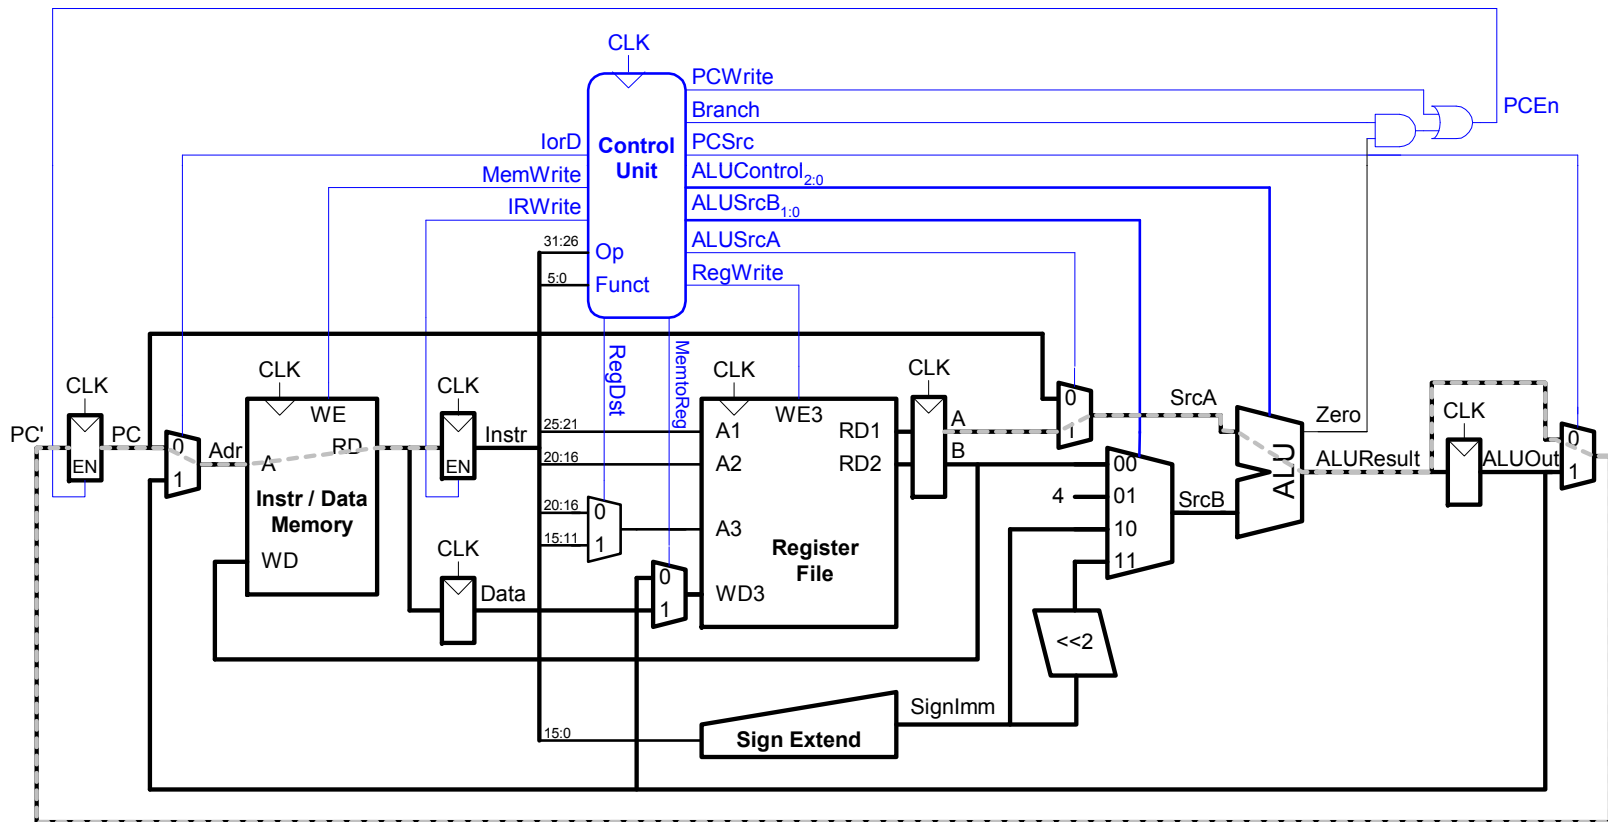 CLK
PCWrite
Branch
PCEn
IorD
Control
Unit
PCSrc
MemWrite
ALUControl2:0
IRWrite
ALUSrcB1:0
31:26
Op
ALUSrcA
5:0
Funct
RegWrite
RegDst
MemtoReg
CLK
CLK
CLK
CLK
CLK
PC'
PC
EN
0
1
Adr
WE
A
RD
Instr / Data
Memory
WD
EN
Instr
25:21
20:16
20:16
15:11
0
1
CLK
Data
0
1
WE3
A1
RD1
A2
RD2
A3
Register
File
WD3
A
B
0
1
SrcA
00
4
01
10
11
SrcB
<<2
ALU
Zero
ALUResult
CLK
ALUOut
0
1
SignImm
15:0
Sign Extend